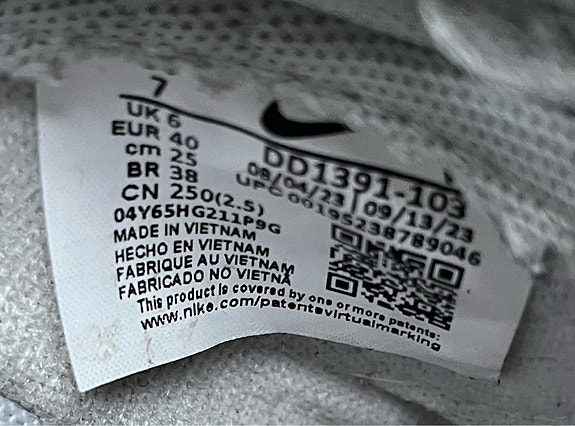 7
UK 6
EUR 40
cm 25
BR 38
CN 250(2.5)
DD1391-103
08/04/23 | 09/13/23
UPC 00195238789046
04Y65HG211P9G
MADE IN VIETNAM
HECHO EN VIETNAM
FABRIQUE AU VIETNAM
FABRICADO NO VIETNÃ
This product is covered by one or more patents:
www.nike.com/patentsvirtualmarking